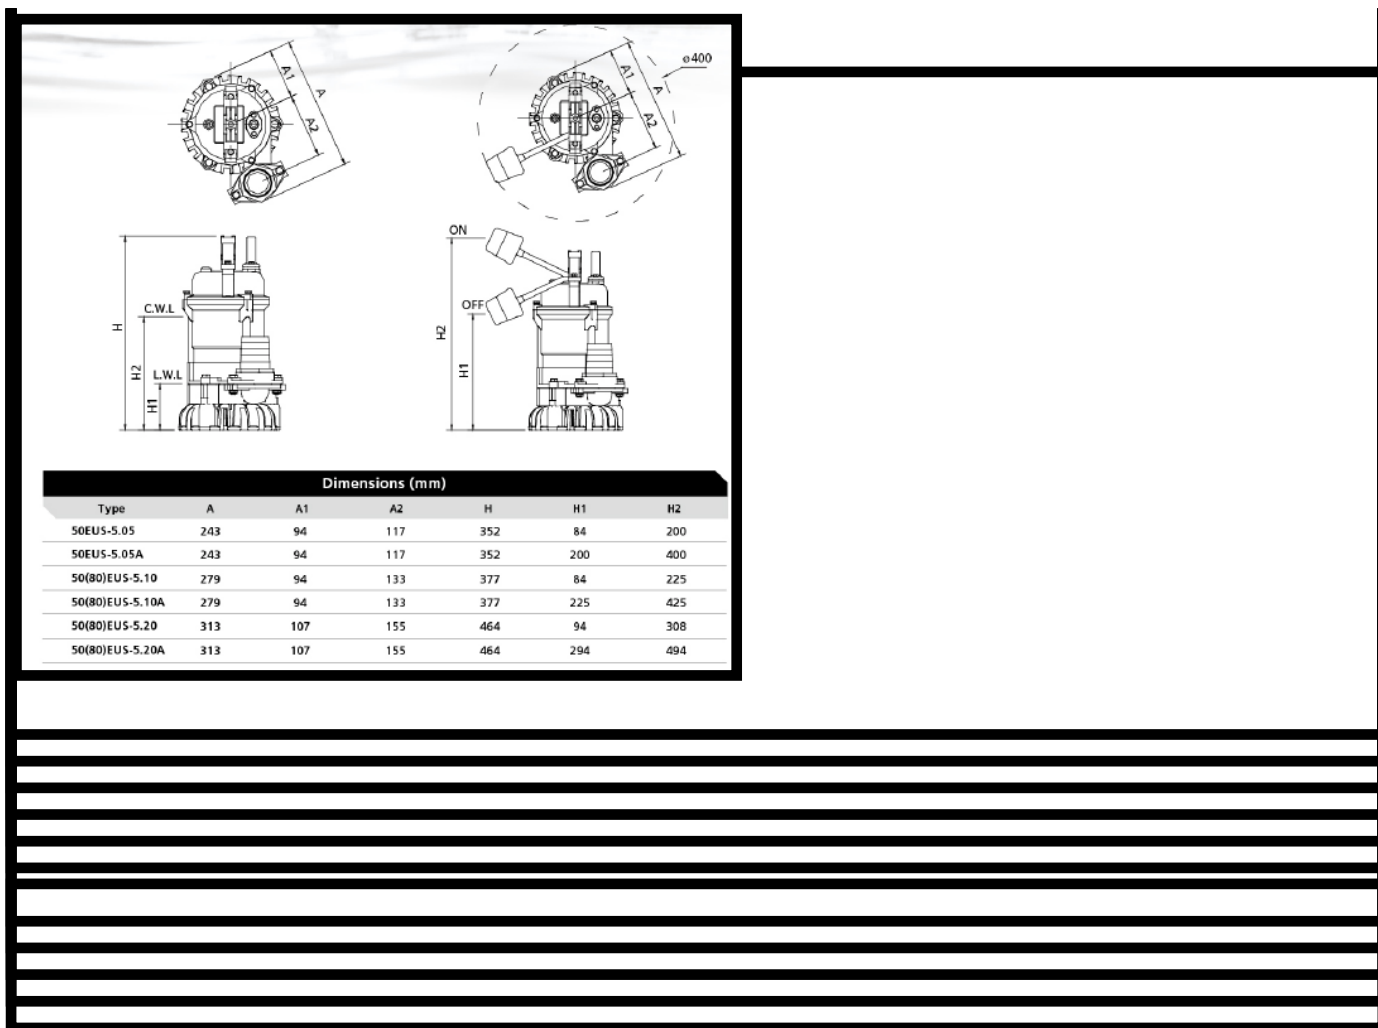 A1
A
A2
A1
A
A2
ø400
H
C.W.L
H2
L.W.L
H1
ON
OFF
H2
H1
Dimensions (mm)
Type A A1 A2 H H1 H2
50EUS-5.05 243 94 117 352 84 200
50EUS-5.05A 243 94 117 352 200 400
50(80)EUS-5.10 279 94 133 377 84 225
50(80)EUS-5.10A 279 94 133 377 225 425
50(80)EUS-5.20 313 107 155 464 94 308
50(80)EUS-5.20A 313 107 155 464 294 494